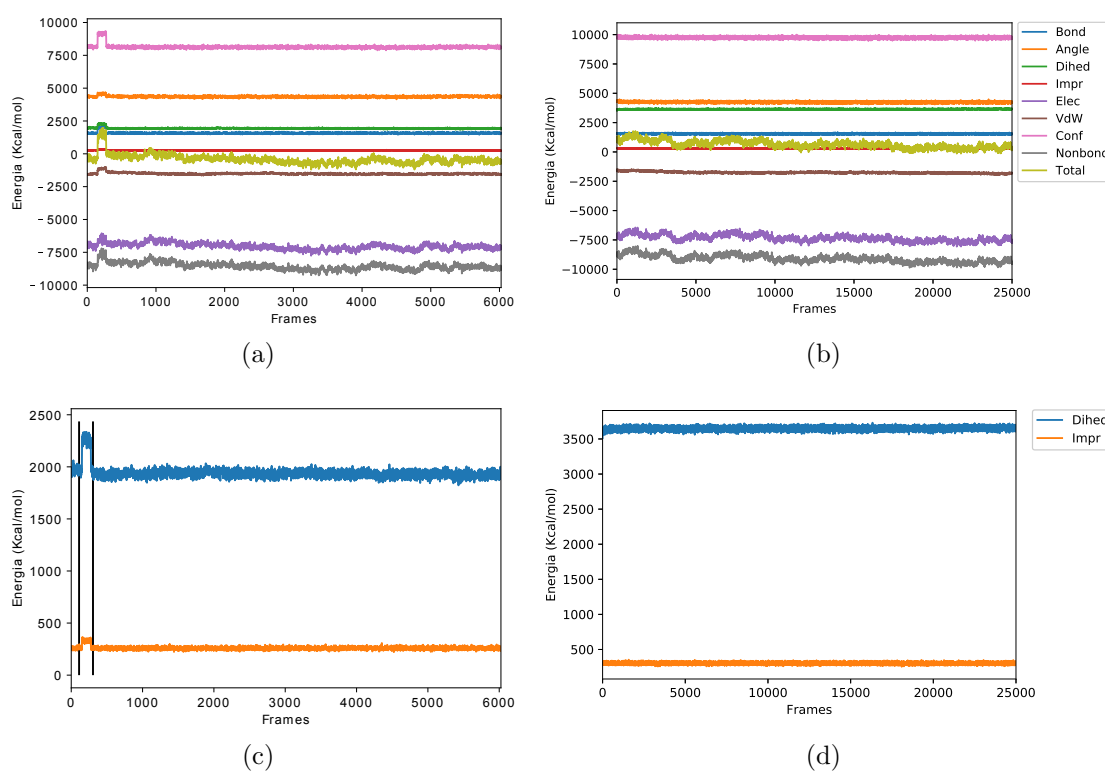 10000
7500
5000
2500
0
−2500
−5000
−7500
−10000
Energia (Kcal/mol)
0 1000 2000 3000 4000 5000 6000
Frames
(a)
10000
7500
5000
2500
0
−2500
−5000
−7500
−10000
Energia (Kcal/mol)
0 5000 10000 15000 20000 25000
Frames
Bond
Angle
Dihed
Impr
Elec
VdW
Conf
Nonbond
Total
(b)
2500
2000
1500
1000
500
0
Energia (Kcal/mol)
0 1000 2000 3000 4000 5000 6000
Frames
(c)
3500
3000
2500
2000
1500
1000
500
Energia (Kcal/mol)
0 5000 10000 15000 20000 25000
Frames
Dihed
Impr
(d)